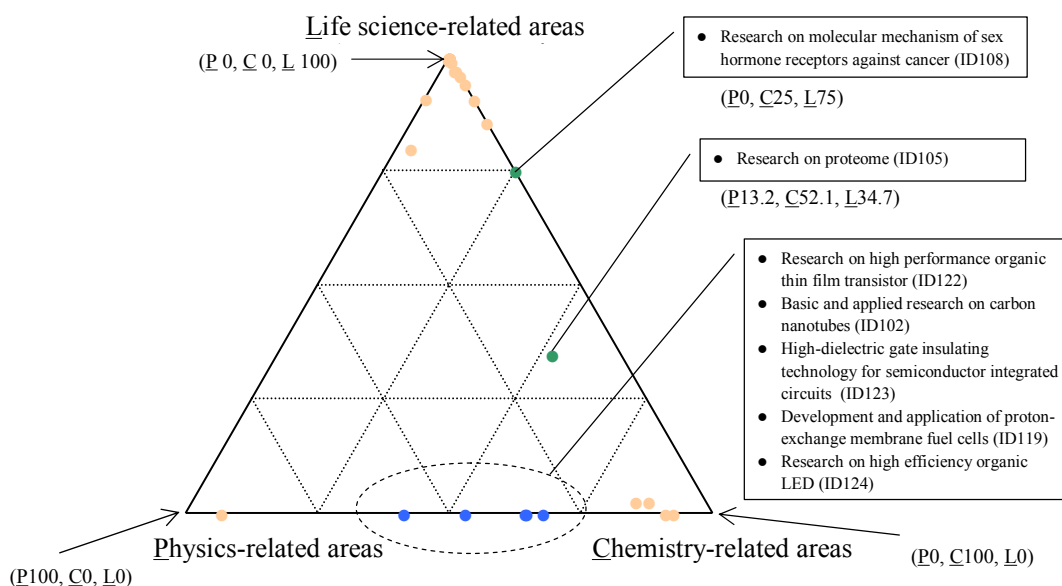 Life science-related areas
(P 0, C 0, L 100)
● Research on molecular mechanism of sex
hormone receptors against cancer (ID108)
(P0, C25, L75)
● Research on proteome (ID105)
(P13.2, C52.1, L34.7)
● Research on high performance organic
thin film transistor (ID122)
● Basic and applied research on carbon
nanotubes (ID102)
● High-dielectric gate insulating
technology for semiconductor integrated
circuits (ID123)
● Development and application of proton-
exchange membrane fuel cells (ID119)
● Research on high efficiency organic
LED (ID124)
Physics-related areas
Chemistry-related areas
(P0, C100, L0)
(P100, C0, L0)